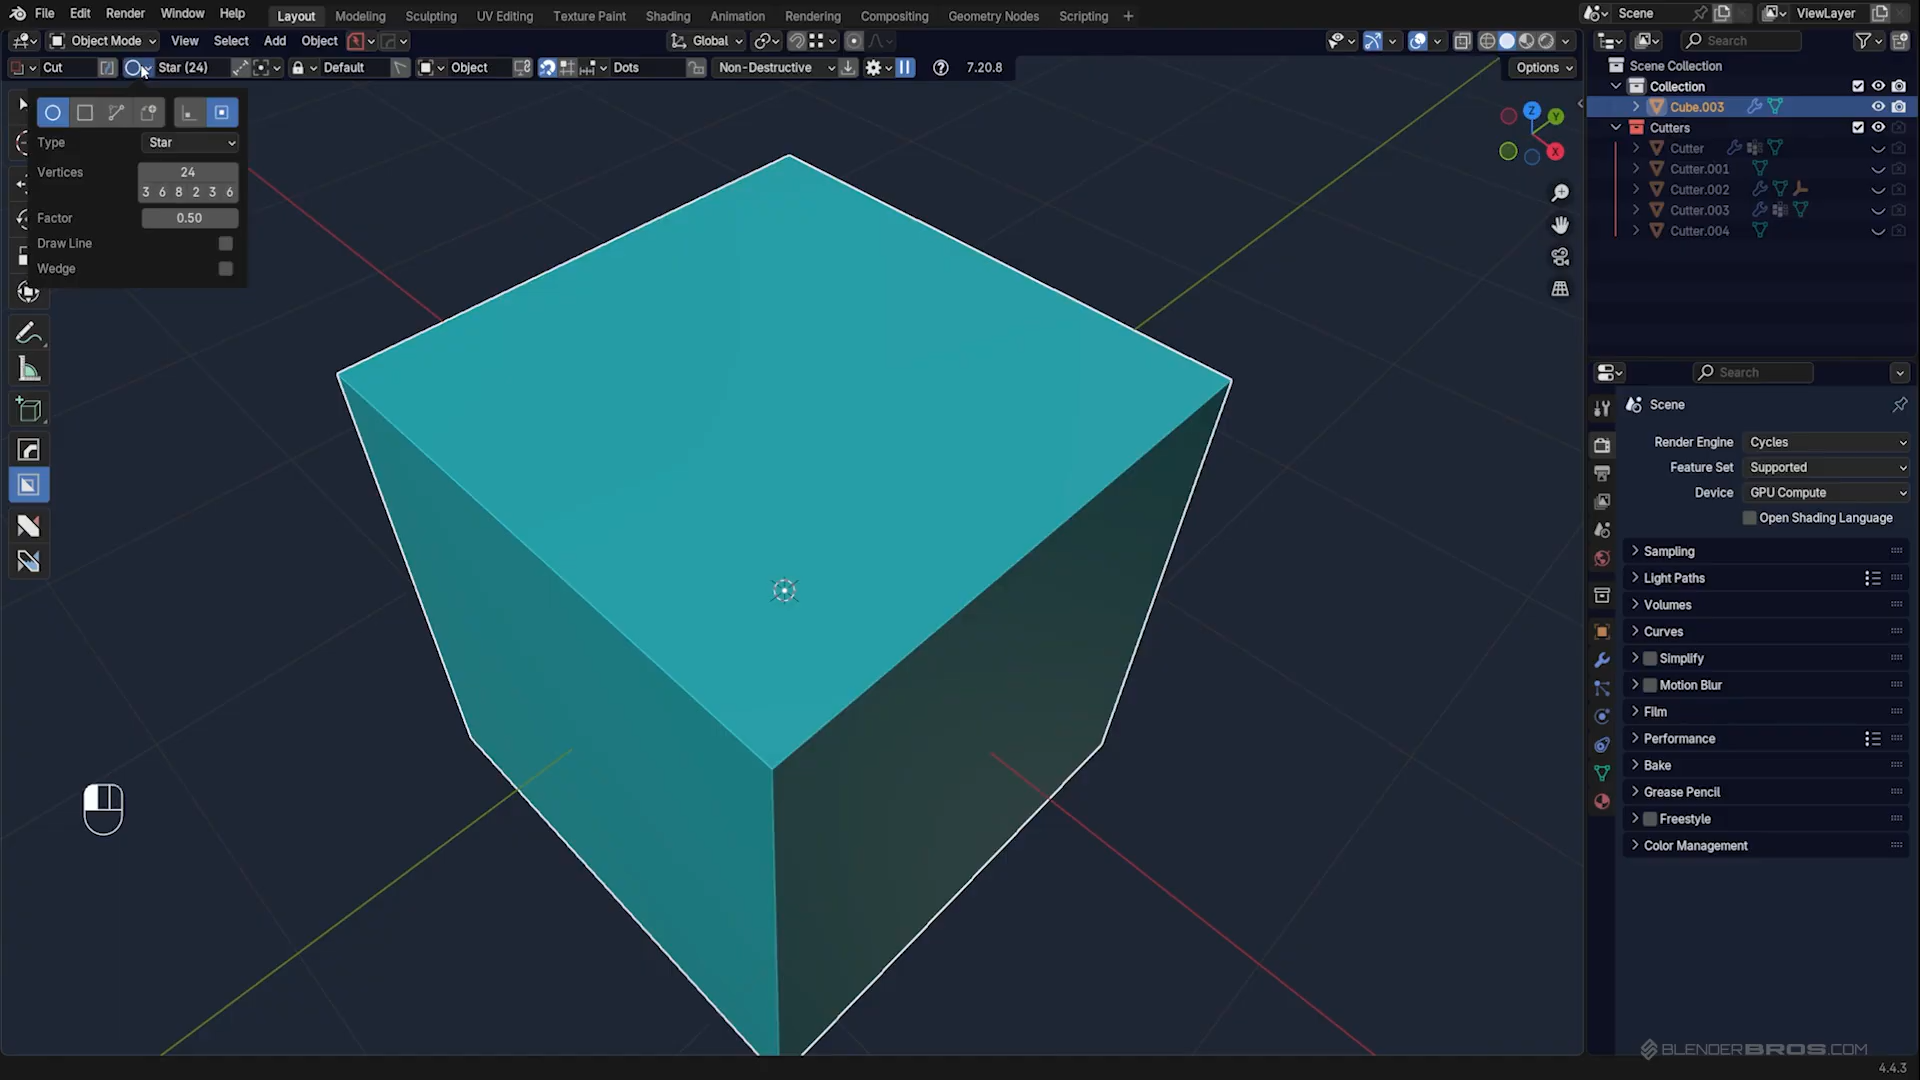 File Edit Render Window Help Layout Modeling Sculpting UV Editing Texture Paint Shading Animation Rendering Compositing Geometry Nodes Scripting + Scene ViewLayer
Object Mode View Select Add Object Global Search
Cut Star (24) Default Object Dots Non-Destructive 7.20.8 Options
Type Star
Vertices 24
3 6 8 2 3 6
Factor 0.50
Draw Line
Wedge
Z
Y
X
Scene Collection
Collection
Cube.003
Cutters
Cutter
Cutter.001
Cutter.002
Cutter.003
Cutter.004
Search
Scene
Render Engine Cycles
Feature Set Supported
Device GPU Compute
Open Shading Language
Sampling
Light Paths
Volumes
Curves
Simplify
Motion Blur
Film
Performance
Bake
Grease Pencil
Freestyle
Color Management
BLENDERBROS.COM
4.4.3